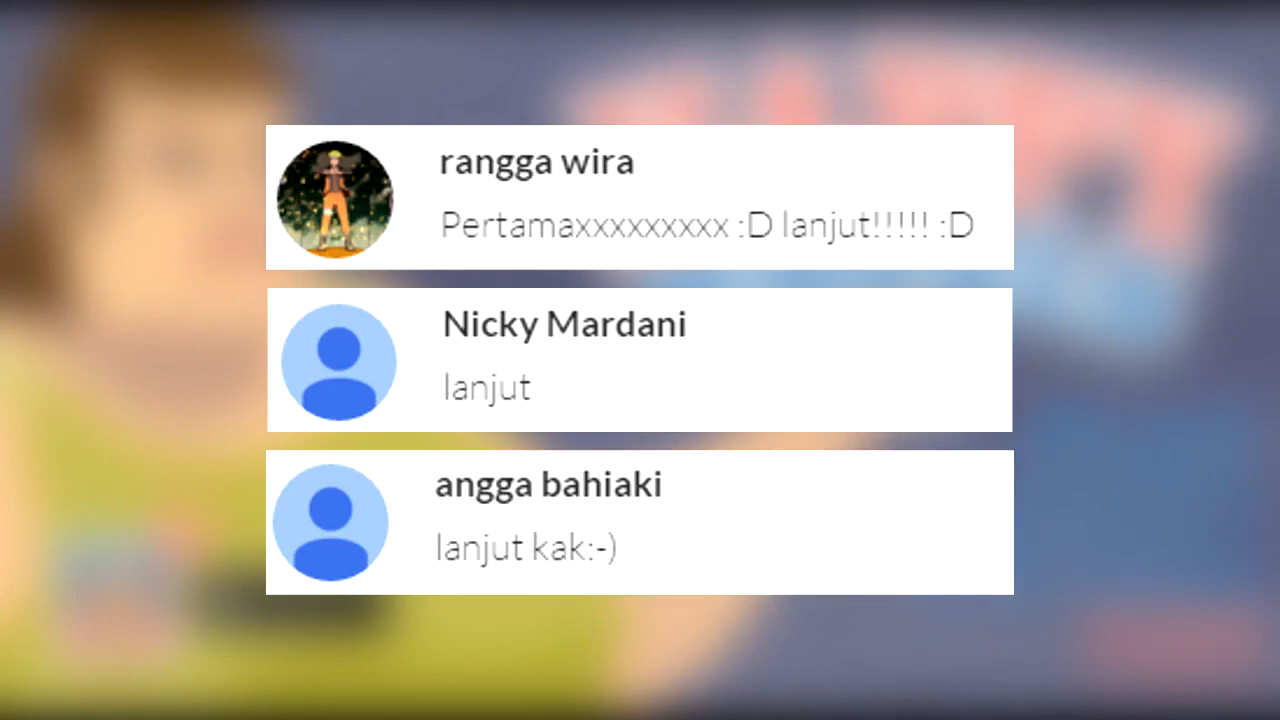 rangga wira
Pertamaxxxxxxxxx :D lanjut!!!!! :D
Nicky Mardani
lanjut
angga bahiaki
lanjut kak:-)